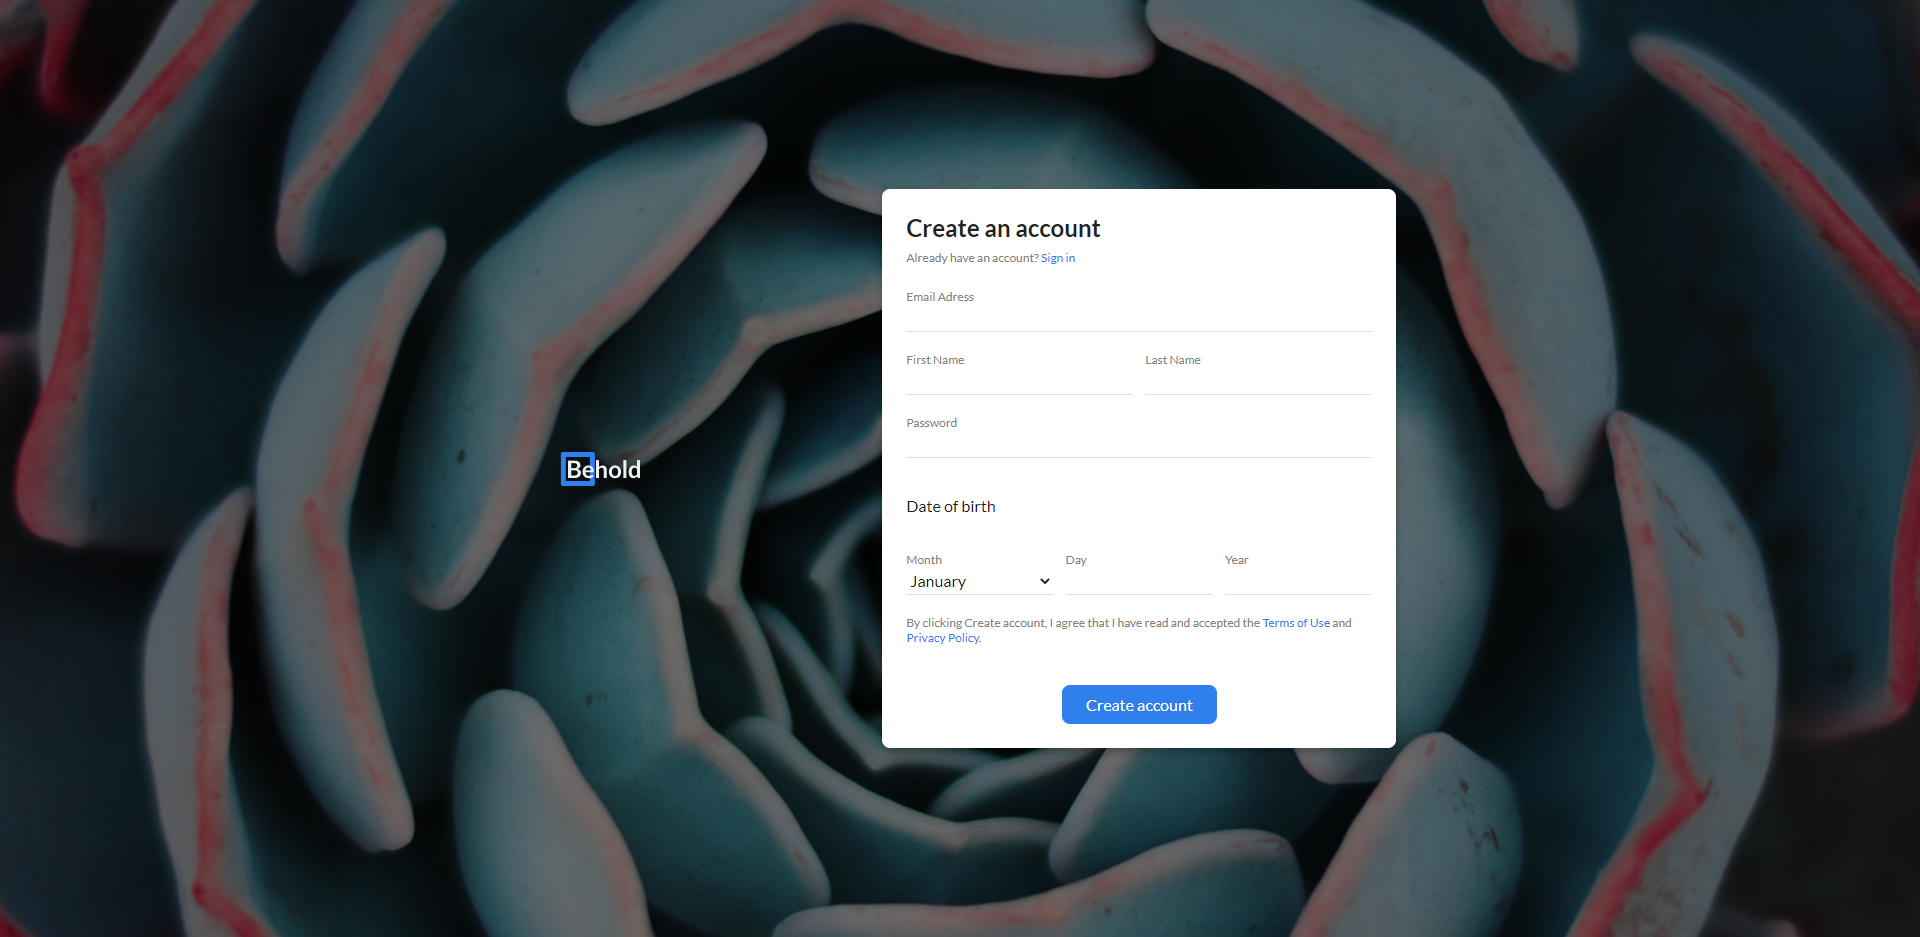 Behold
Create an account
Already have an account? Sign in
Email Adress
First Name Last Name
Password
Date of birth
Month Day Year
January
By clicking Create account, I agree that I have read and accepted the Terms of Use and
Privacy Policy.
Create account